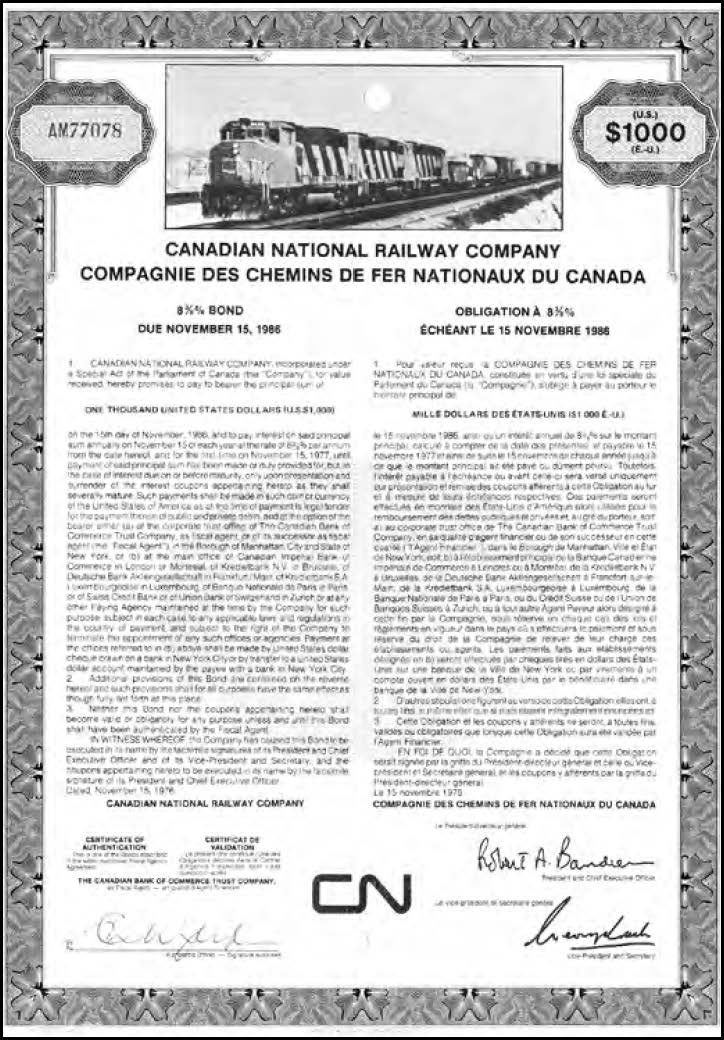 AM77078
(U.S.)
$1000
(É.-U.)
CANADIAN NATIONAL RAILWAY COMPANY
COMPAGNIE DES CHEMINS DE FER NATIONAUX DU CANADA
8⅝% BOND
DUE NOVEMBER 15, 1986
1 CANADIAN NATIONAL RAILWAY COMPANY, incorporated under
a Special Act of the Parliament of Canada (the "Company"), for value
received, hereby promises to pay to bearer the principal sum of
ONE THOUSAND UNITED STATES DOLLARS (U.S.$1,000)
on the 15th day of November, 1986, and to pay interest on said principal
sum annually on November 15 of each year at the rate of 8⅝% per annum
from the date hereof, and for the first time on November 15, 1977, until
payment of said principal sum has been made or duly provided for, but, in
the case of interest due on or before maturity, only upon presentation and
surrender of the interest coupons appertaining hereto as they shall
severally mature. Such payments shall be made in such coin or currency
of the United States of America as at the time of payment is legal tender
for the payment therein of public and private debts, and at the option of the
bearer either (a) at the corporate trust office of The Canadian Bank of
Commerce Trust Company, as fiscal agent, or of its successor as fiscal
agent (the "Fiscal Agent"), in the Borough of Manhattan, City and State of
New York, or (b) at the main office of Canadian Imperial Bank of
Commerce in London or Montreal, of Kredietbank N.V. in Brussels, of
Deutsche Bank Aktiengesellschaft in Frankfurt/Main, of Kredietbank S.A.
Luxembourgeoise in Luxembourg, of Banque Nationale de Paris in Paris,
or of Swiss Credit Bank or of Union Bank of Switzerland in Zurich or at any
other Paying Agency maintained at the time by the Company for such
purpose, subject in each case to any applicable laws and regulations in
the country of payment and subject to the right of the Company to
terminate the appointment of any such offices or agencies. Payment at
the offices referred to in (b) above shall be made by United States dollar
cheque drawn on a bank in New York City or by transfer to a United States
dollar account maintained by the payee with a bank in New York City.
2. Additional provisions of this Bond are contained on the reverse
hereof and such provisions shall for all purposes have the same effect as
though fully set forth at this place.
3. Neither this Bond nor the coupons appertaining hereto shall
become valid or obligatory for any purpose unless and until this Bond
shall have been authenticated by the Fiscal Agent.
IN WITNESS WHEREOF, the Company has caused this Bond to be
executed in its name by the facsimile signatures of its President and Chief
Executive Officer and of its Vice-President and Secretary, and the
coupons appertaining hereto to be executed in its name by the facsimile
signature of its President and Chief Executive Officer.
Dated, November 15, 1976
CANADIAN NATIONAL RAILWAY COMPANY
OBLIGATION À 8⅝%
ÉCHÉANT LE 15 NOVEMBRE 1986
1. Pour valeur reçue, la COMPAGNIE DES CHEMINS DE FER
NATIONAUX DU CANADA, constituée en vertu d'une loi spéciale du
Parlement du Canada (la "Compagnie"), s'oblige à payer au porteur le
montant principal de
MILLE DOLLARS DES ÉTATS-UNIS ($1 000 É.-U.)
le 15 novembre 1986, ainsi qu'un intérêt annuel de 8⅝% sur le montant
principal, calculé à compter de la date des présentes, et payable le 15
novembre 1977 et ainsi de suite le 15 novembre de chaque année jusqu'à
ce que le montant principal ait été payé ou dûment pourvu. Toutefois,
l'intérêt payable à l'échéance ou avant celle-ci sera versé uniquement
sur présentation et remise des coupons afférents à cette Obligation au fur
et à mesure de leurs échéances respectives. Ces paiements seront
effectués en monnaie des États-Unis d'Amérique alors utilisée pour le
remboursement des dettes publiques et privées et, au gré du porteur, soit
a) au corporate trust office de The Canadian Bank of Commerce Trust
Company, en sa qualité d'agent financier ou de son successeur en cette
qualité ("l'Agent Financier"), dans le Borough de Manhattan, Ville et État
de New York, soit, b) à l'établissement principal de la Banque Canadienne
Impériale de Commerce à Londres ou à Montréal, de la Kredietbank N.V.
à Bruxelles, de la Deutsche Bank Aktiengesellschaft à Francfort-sur-le-
Main, de la Kredietbank S.A. Luxembourgeoise à Luxembourg, de la
Banque Nationale de Paris à Paris, ou du Crédit Suisse ou de l'Union de
Banques Suisses à Zurich, ou à tout autre Agent Payeur alors désigné à
cette fin par la Compagnie, sous réserve en chaque cas des lois et
règlements en vigueur dans le pays où s'effectuera le paiement et sous
réserve du droit de la Compagnie de relever de leur charge ces
établissements ou agents. Les paiements faits aux établissements
désignés en b) seront effectués par chèques tirés en dollars des États-
Unis sur une banque de la Ville de New York ou par virements à un
compte ouvert en dollars des États-Unis par le bénéficiaire dans une
banque de la Ville de New York.
2. D'autres stipulations figurent au verso de cette Obligation
3. Cette Obligation et les coupons y afférents ne seront, à toutes fins,
valides ou obligatoires que lorsque cette Obligation aura été validée par
l'Agent Financier.
EN FOI DE QUOI, la Compagnie a décidé que cette Obligation
serait signée par la griffe du Président-directeur général et celle du Vice-
président et Secrétaire général, et les coupons y afférents par la griffe du
Président-directeur général.
Le 15 novembre 1976
COMPAGNIE DES CHEMINS DE FER NATIONAUX DU CANADA
CERTIFICATE OF
AUTHENTICATION
CERTIFICAT DE
VALIDATION
THE CANADIAN BANK OF COMMERCE TRUST COMPANY,
as Fiscal Agent — en qualité d'Agent Financier
Authorized Officer — Signature autorisée
CN
Le Président-directeur général
Robert A. Bandeen
President and Chief Executive Officer
Le vice-président et Secrétaire général
Vice-President and Secretary